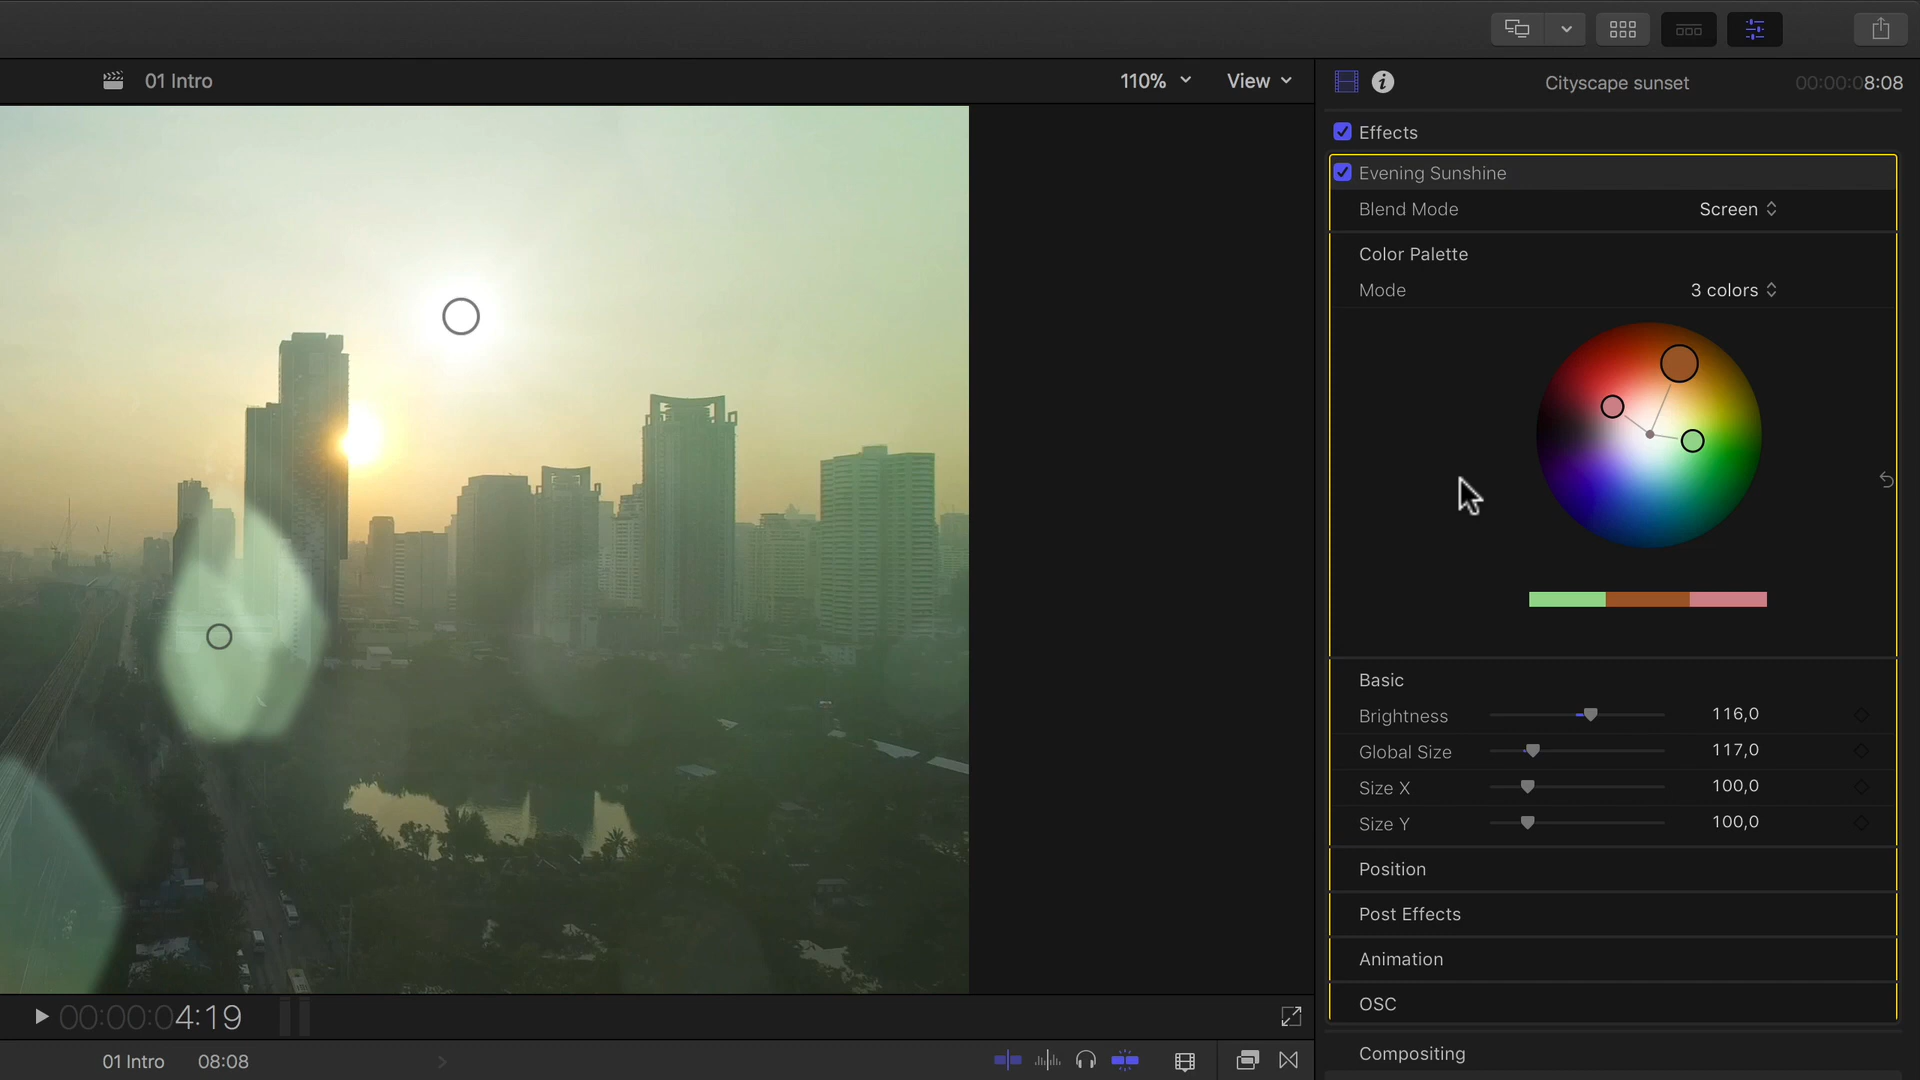 01 Intro
110%
View
Cityscape sunset
00:00:08:08
Effects
Evening Sunshine
Blend Mode
Screen
Color Palette
Mode
3 colors
Basic
Brightness
116,0
Global Size
117,0
Size X
100,0
Size Y
100,0
Position
Post Effects
Animation
OSC
00:00:04:19
01 Intro
08:08
Compositing